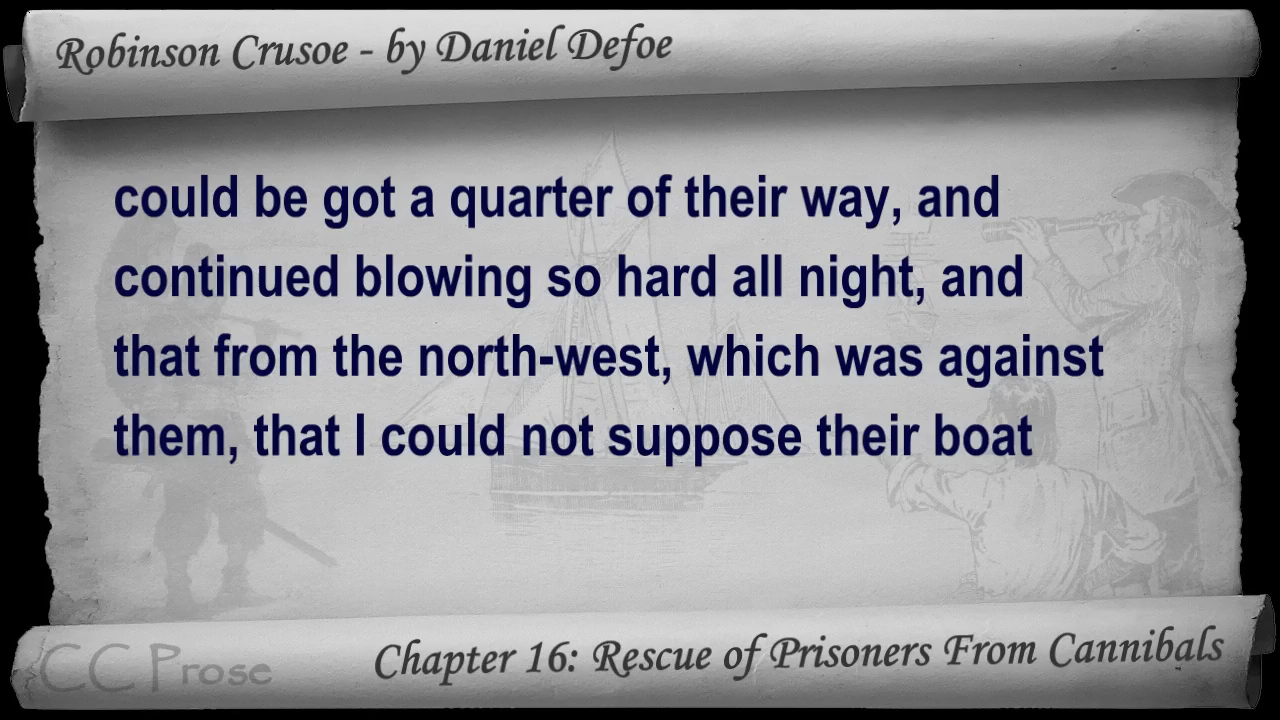 Robinson Crusoe - by Daniel Defoe
could be got a quarter of their way, and
continued blowing so hard all night, and
that from the north-west, which was against
them, that I could not suppose their boat
CC Prose
Chapter 16: Rescue of Prisoners From Cannibals